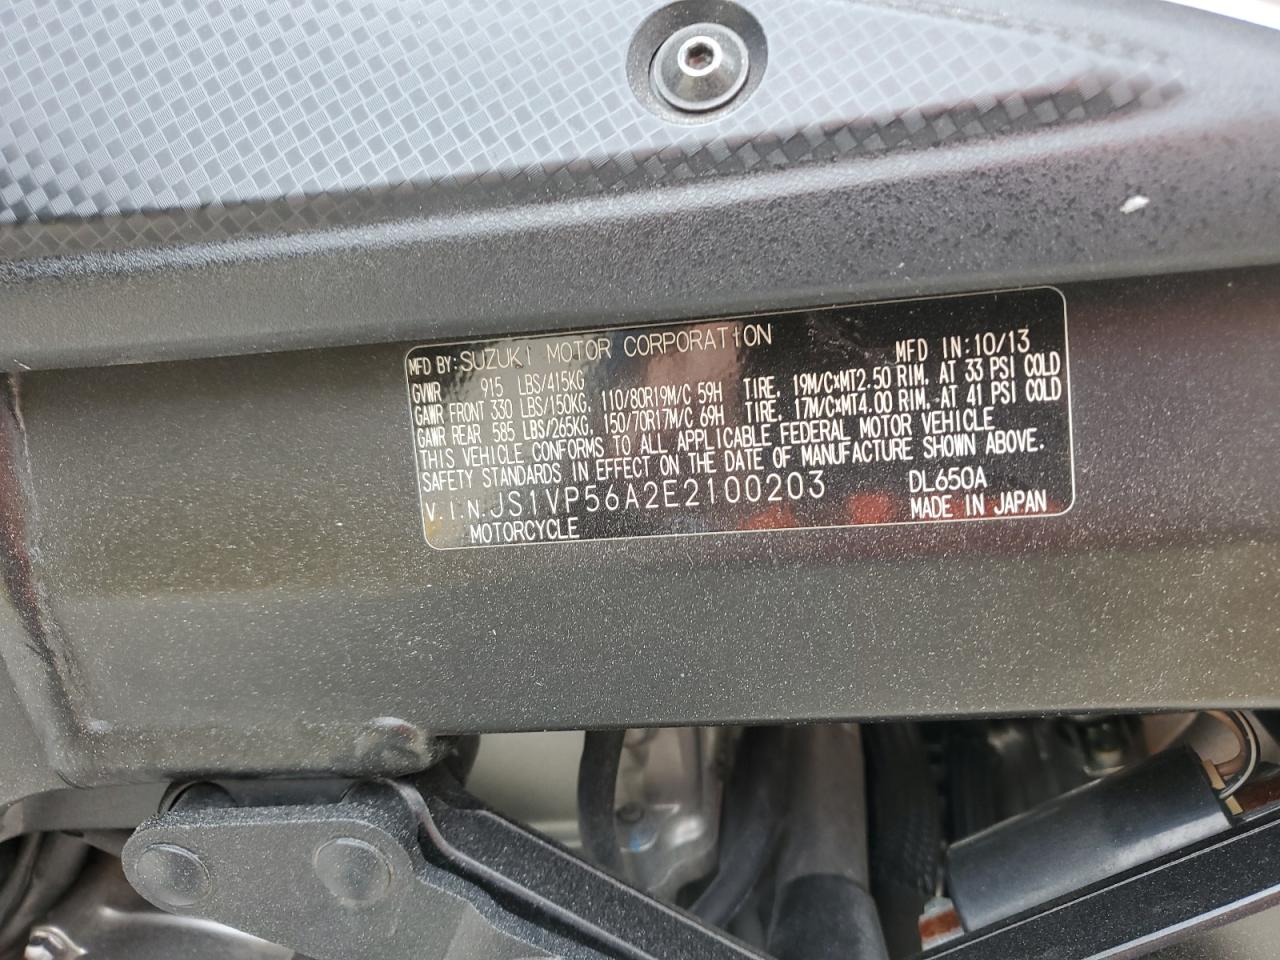 MFD BY: SUZUKI MOTOR CORPORATION MFD IN: 10/13
GVWR 915 LBS/415KG
GAWR FRONT 330 LBS/150KG, 110/80R19M/C 59H TIRE, 19M/C×MT2.50 RIM, AT 33 PSI COLD
GAWR REAR 585 LBS/265KG, 150/70R17M/C 69H TIRE, 17M/C×MT4.00 RIM, AT 41 PSI COLD
THIS VEHICLE CONFORMS TO ALL APPLICABLE FEDERAL MOTOR VEHICLE
SAFETY STANDARDS IN EFFECT ON THE DATE OF MANUFACTURE SHOWN ABOVE.
V.I.N. JS1VP56A2E2100203 DL650A
MOTORCYCLE MADE IN JAPAN